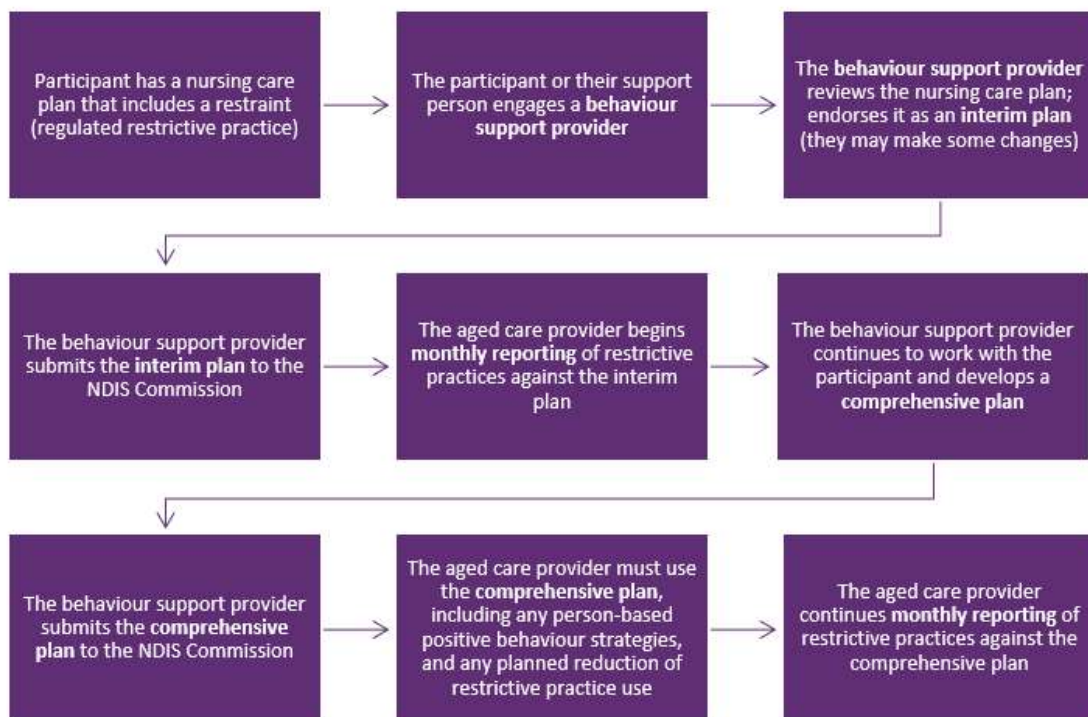 Participant has a nursing care
plan that includes a restraint
(regulated restrictive practice)
The participant or their support
person engages a behaviour
support provider
The behaviour support provider
reviews the nursing care plan;
endorses it as an interim plan
(they may make some changes)
The behaviour support provider
submits the interim plan to the
NDIS Commission
The aged care provider begins
monthly reporting of restrictive
practices against the interim
plan
The behaviour support provider
continues to work with the
participant and develops a
comprehensive plan
The behaviour support provider
submits the comprehensive
plan to the NDIS Commission
The aged care provider must use
the comprehensive plan,
including any person-based
positive behaviour strategies,
and any planned reduction of
restrictive practice use
The aged care provider
continues monthly reporting of
restrictive practices against the
comprehensive plan